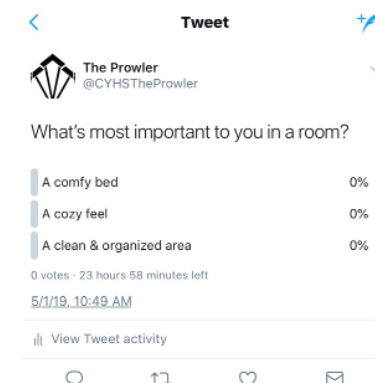 Tweet
The Prowler
@CYHSTheProwler
What's most important to you in a room?
A comfy bed 0%
A cozy feel 0%
A clean & organized area 0%
0 votes · 23 hours 58 minutes left
5/1/19, 10:49 AM
View Tweet activity